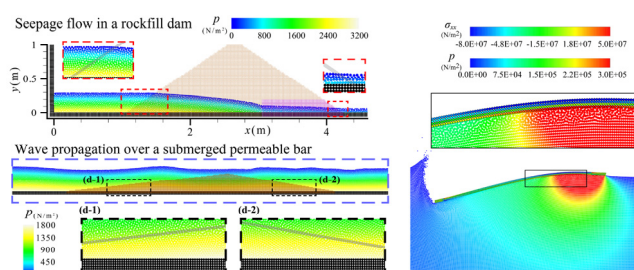 Seepage flow in a rockfill dam
p
(N/m²)
0 800 1600 2400 3200
y(m)
1
0.5
0
0 2 x(m) 4
Wave propagation over a submerged permeable bar
(d-1) (d-2)
p
(N/m²)
1800
1350
900
450
(d-1) (d-2)
σxx
(N/m²)
-8.0E+07 -4.8E+07 -1.5E+07 1.8E+07 5.0E+07
p
(N/m²)
0.0E+00 7.5E+04 1.5E+05 2.2E+05 3.0E+05